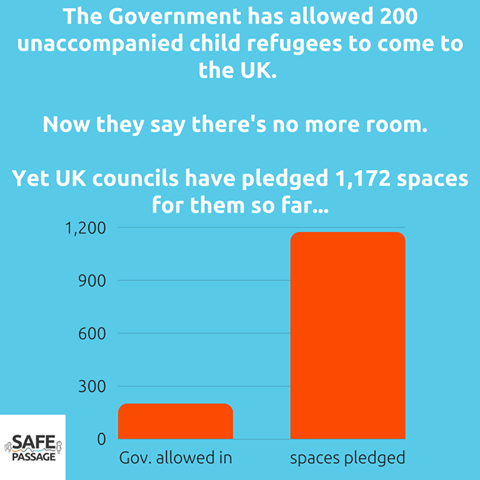 The Government has allowed 200
unaccompanied child refugees to come to
the UK.
Now they say there's no more room.
Yet UK councils have pledged 1,172 spaces
for them so far...
1,200
900
600
300
0
Gov. allowed in
spaces pledged
SAFE
PASSAGE